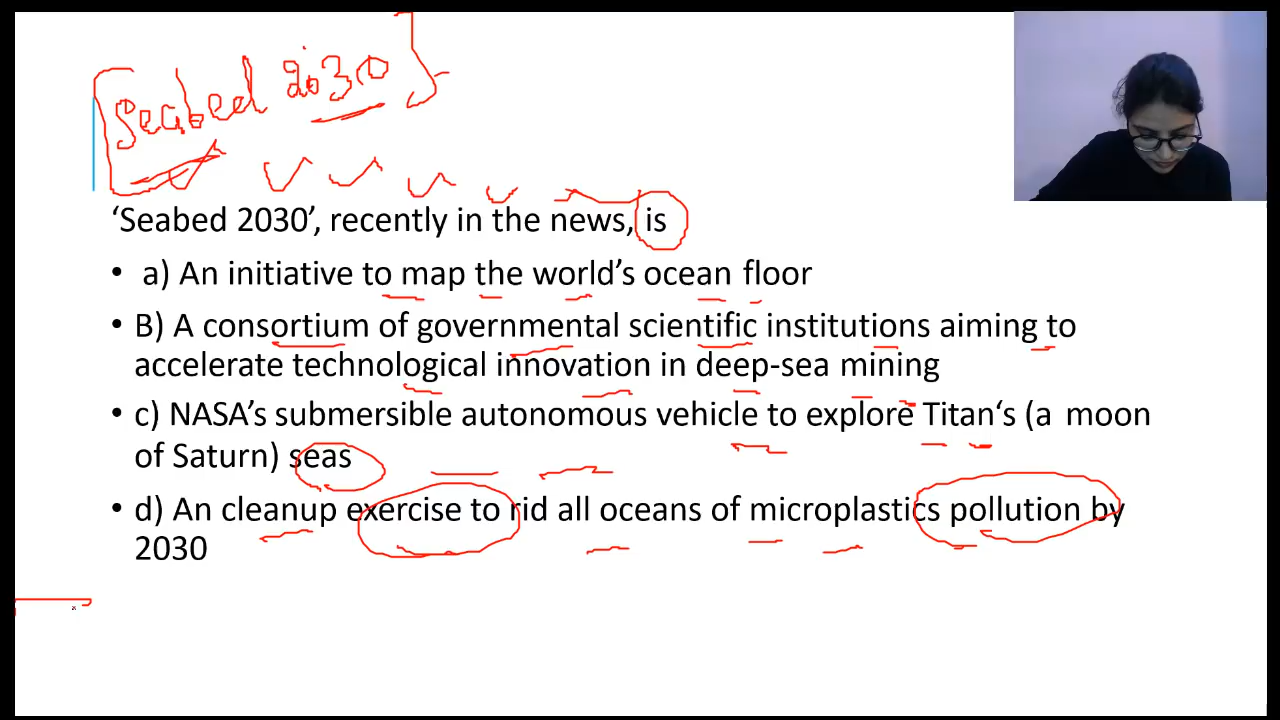 Seabed 2030
‘Seabed 2030’, recently in the news, is
• a) An initiative to map the world’s ocean floor
• B) A consortium of governmental scientific institutions aiming to
accelerate technological innovation in deep-sea mining
• c) NASA’s submersible autonomous vehicle to explore Titan‘s (a moon
of Saturn) seas
• d) An cleanup exercise to rid all oceans of microplastics pollution by
2030